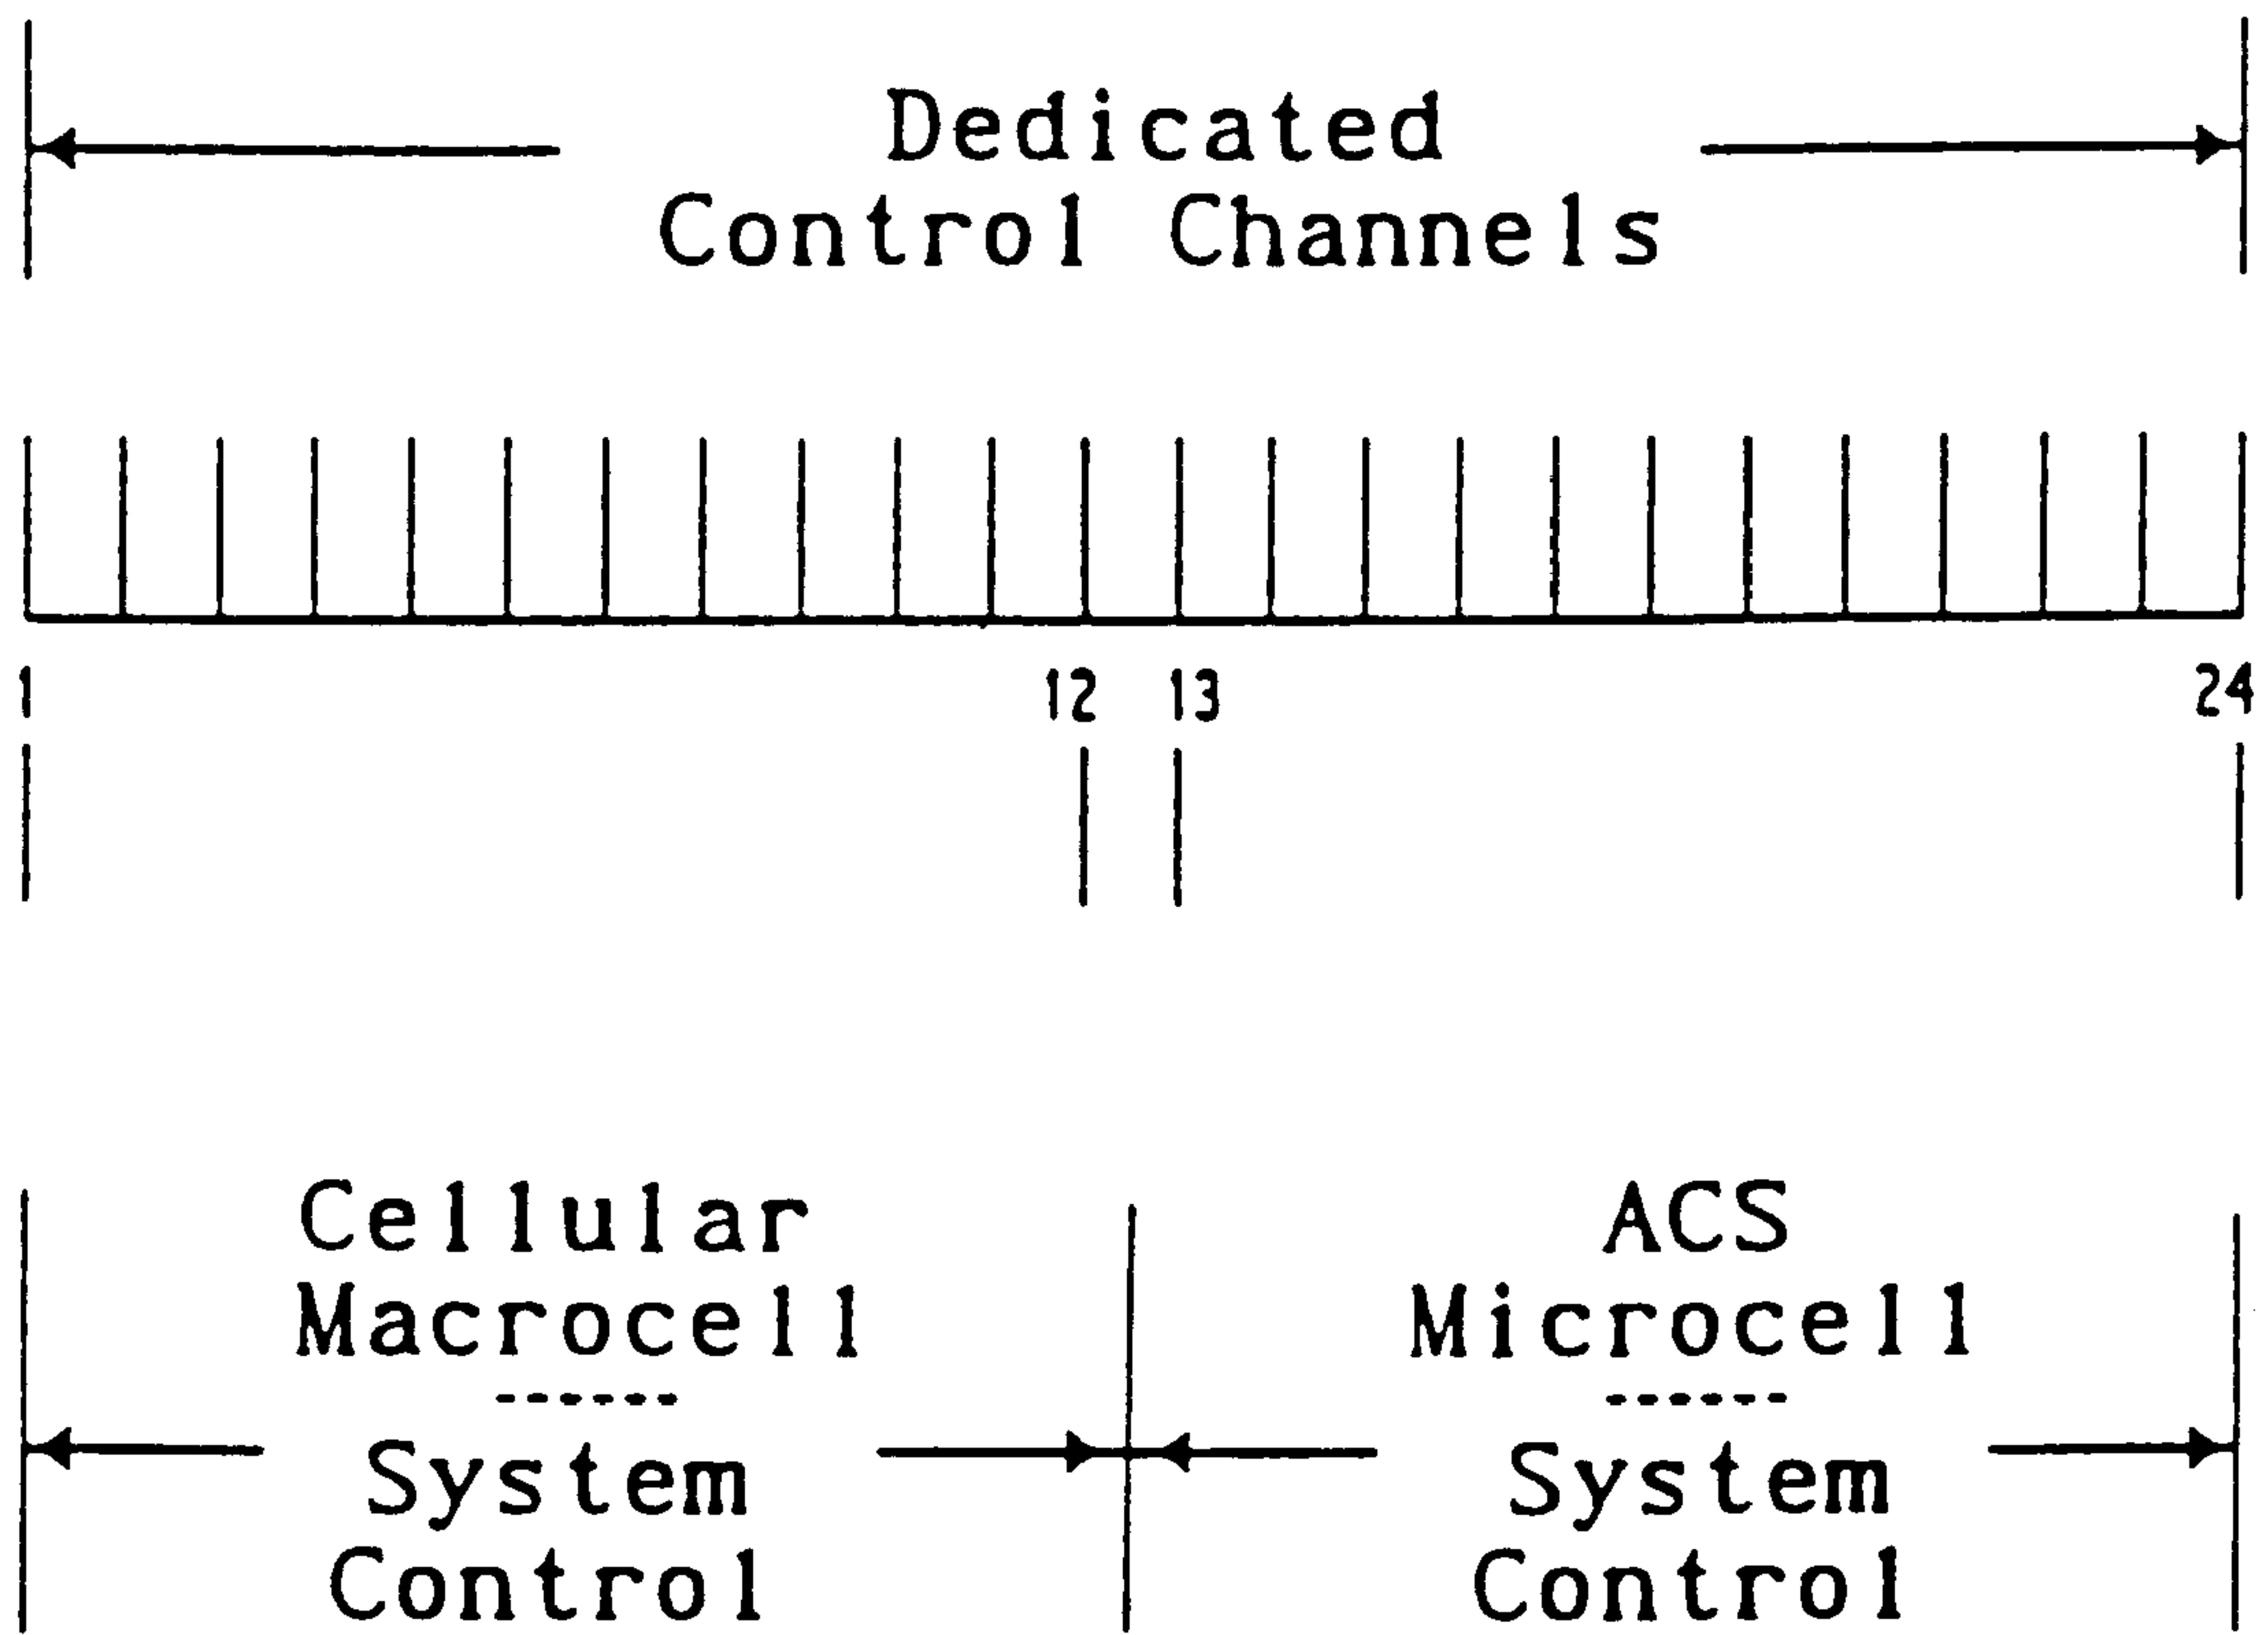 Dedicated
Control Channels
1 12 13 24
Cellular
Macrocell
------
System
Control
ACS
Microcell
------
System
Control